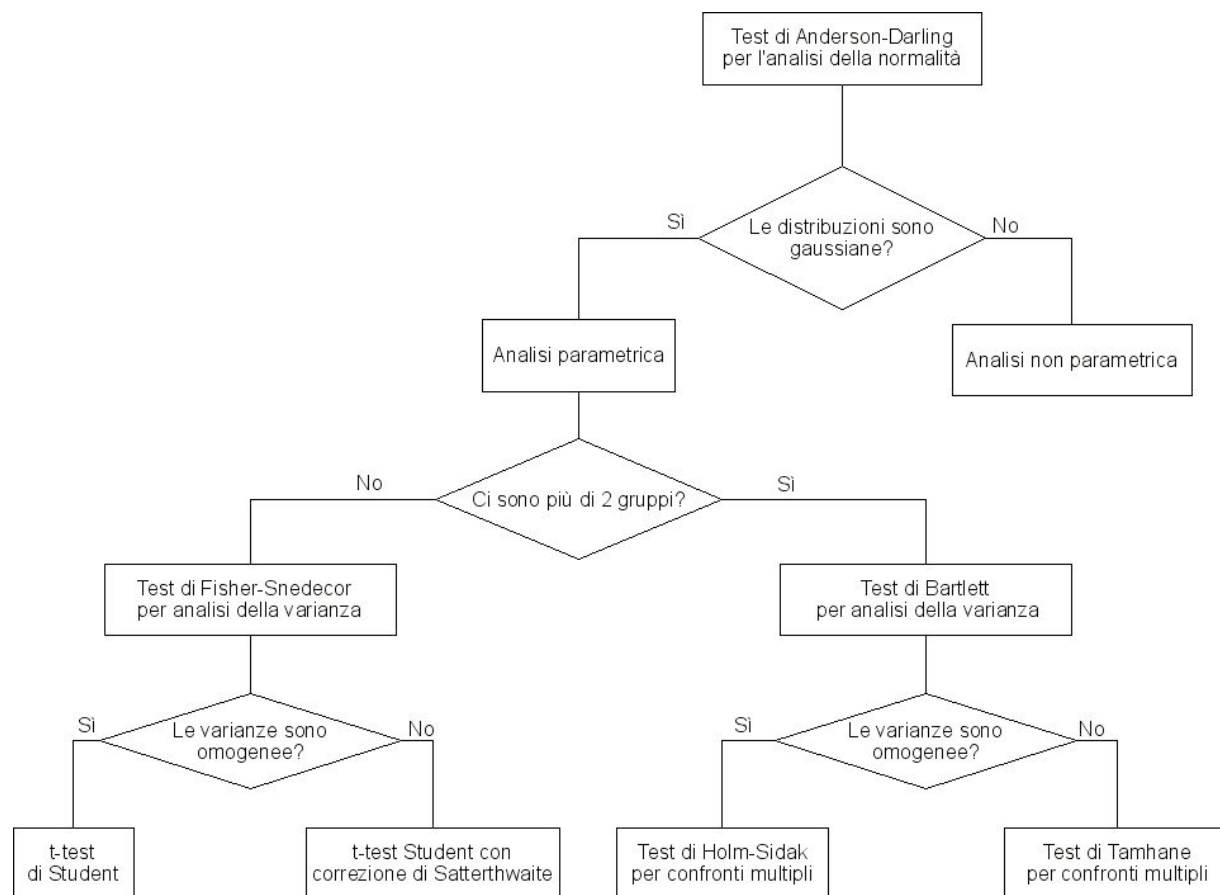 Test di Anderson-Darling
per l'analisi della normalità
Sì
Le distribuzioni sono
gaussiane?
No
Analisi parametrica
Analisi non parametrica
No
Ci sono più di 2 gruppi?
Sì
Test di Fisher-Snedecor
per analisi della varianza
Test di Bartlett
per analisi della varianza
Sì
Le varianze sono
omogenee?
No
Sì
Le varianze sono
omogenee?
No
t-test
di Student
t-test Student con
correzione di Satterthwaite
Test di Holm-Sidak
per confronti multipli
Test di Tamhane
per confronti multipli